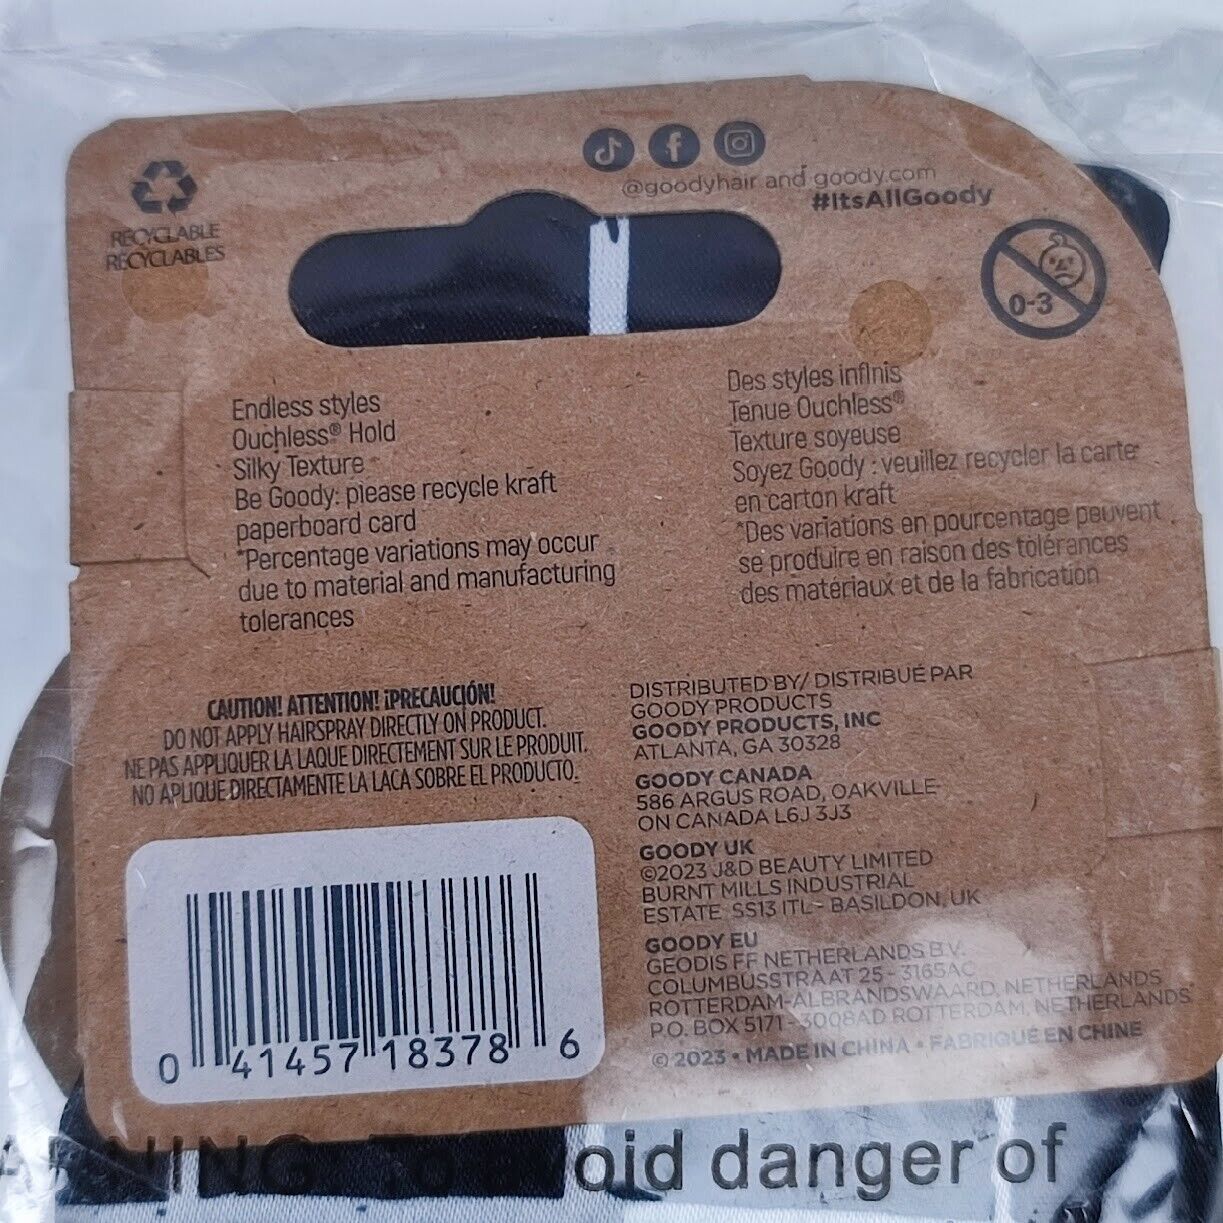 RECYCLABLE
RECYCLABLES
@goodyhair and goody.com
#ItsAllGoody
0-3
Endless styles
Ouchless® Hold
Silky Texture
Be Goody: please recycle kraft
paperboard card
*Percentage variations may occur
due to material and manufacturing
tolerances
Des styles infinis
Tenue Ouchless®
Texture soyeuse
Soyez Goody : veuillez recycler la carte
en carton kraft
*Des variations en pourcentage peuvent
se produire en raison des tolérances
des matériaux et de la fabrication
CAUTION! ATTENTION! ¡PRECAUCIÓN!
DO NOT APPLY HAIRSPRAY DIRECTLY ON PRODUCT.
NE PAS APPLIQUER LA LAQUE DIRECTEMENT SUR LE PRODUIT.
NO APLIQUE DIRECTAMENTE LA LACA SOBRE EL PRODUCTO.
DISTRIBUTED BY/ DISTRIBUÉ PAR
GOODY PRODUCTS
GOODY PRODUCTS, INC
ATLANTA, GA 30328
GOODY CANADA
586 ARGUS ROAD, OAKVILLE
ON CANADA L6J 3J3
GOODY UK
©2023 J&D BEAUTY LIMITED
BURNT MILLS INDUSTRIAL
ESTATE SS13 ITL - BASILDON, UK
GOODY EU
GEODIS FF NETHERLANDS B.V.
COLUMBUSSTRAAT 25 - 3165AC
ROTTERDAM-ALBRANDSWAARD, NETHERLANDS
P.O. BOX 5171 - 3008AD ROTTERDAM, NETHERLANDS
© 2023 • MADE IN CHINA • FABRIQUÉ EN CHINE
0 41457 18378 6
WARNING To avoid danger of